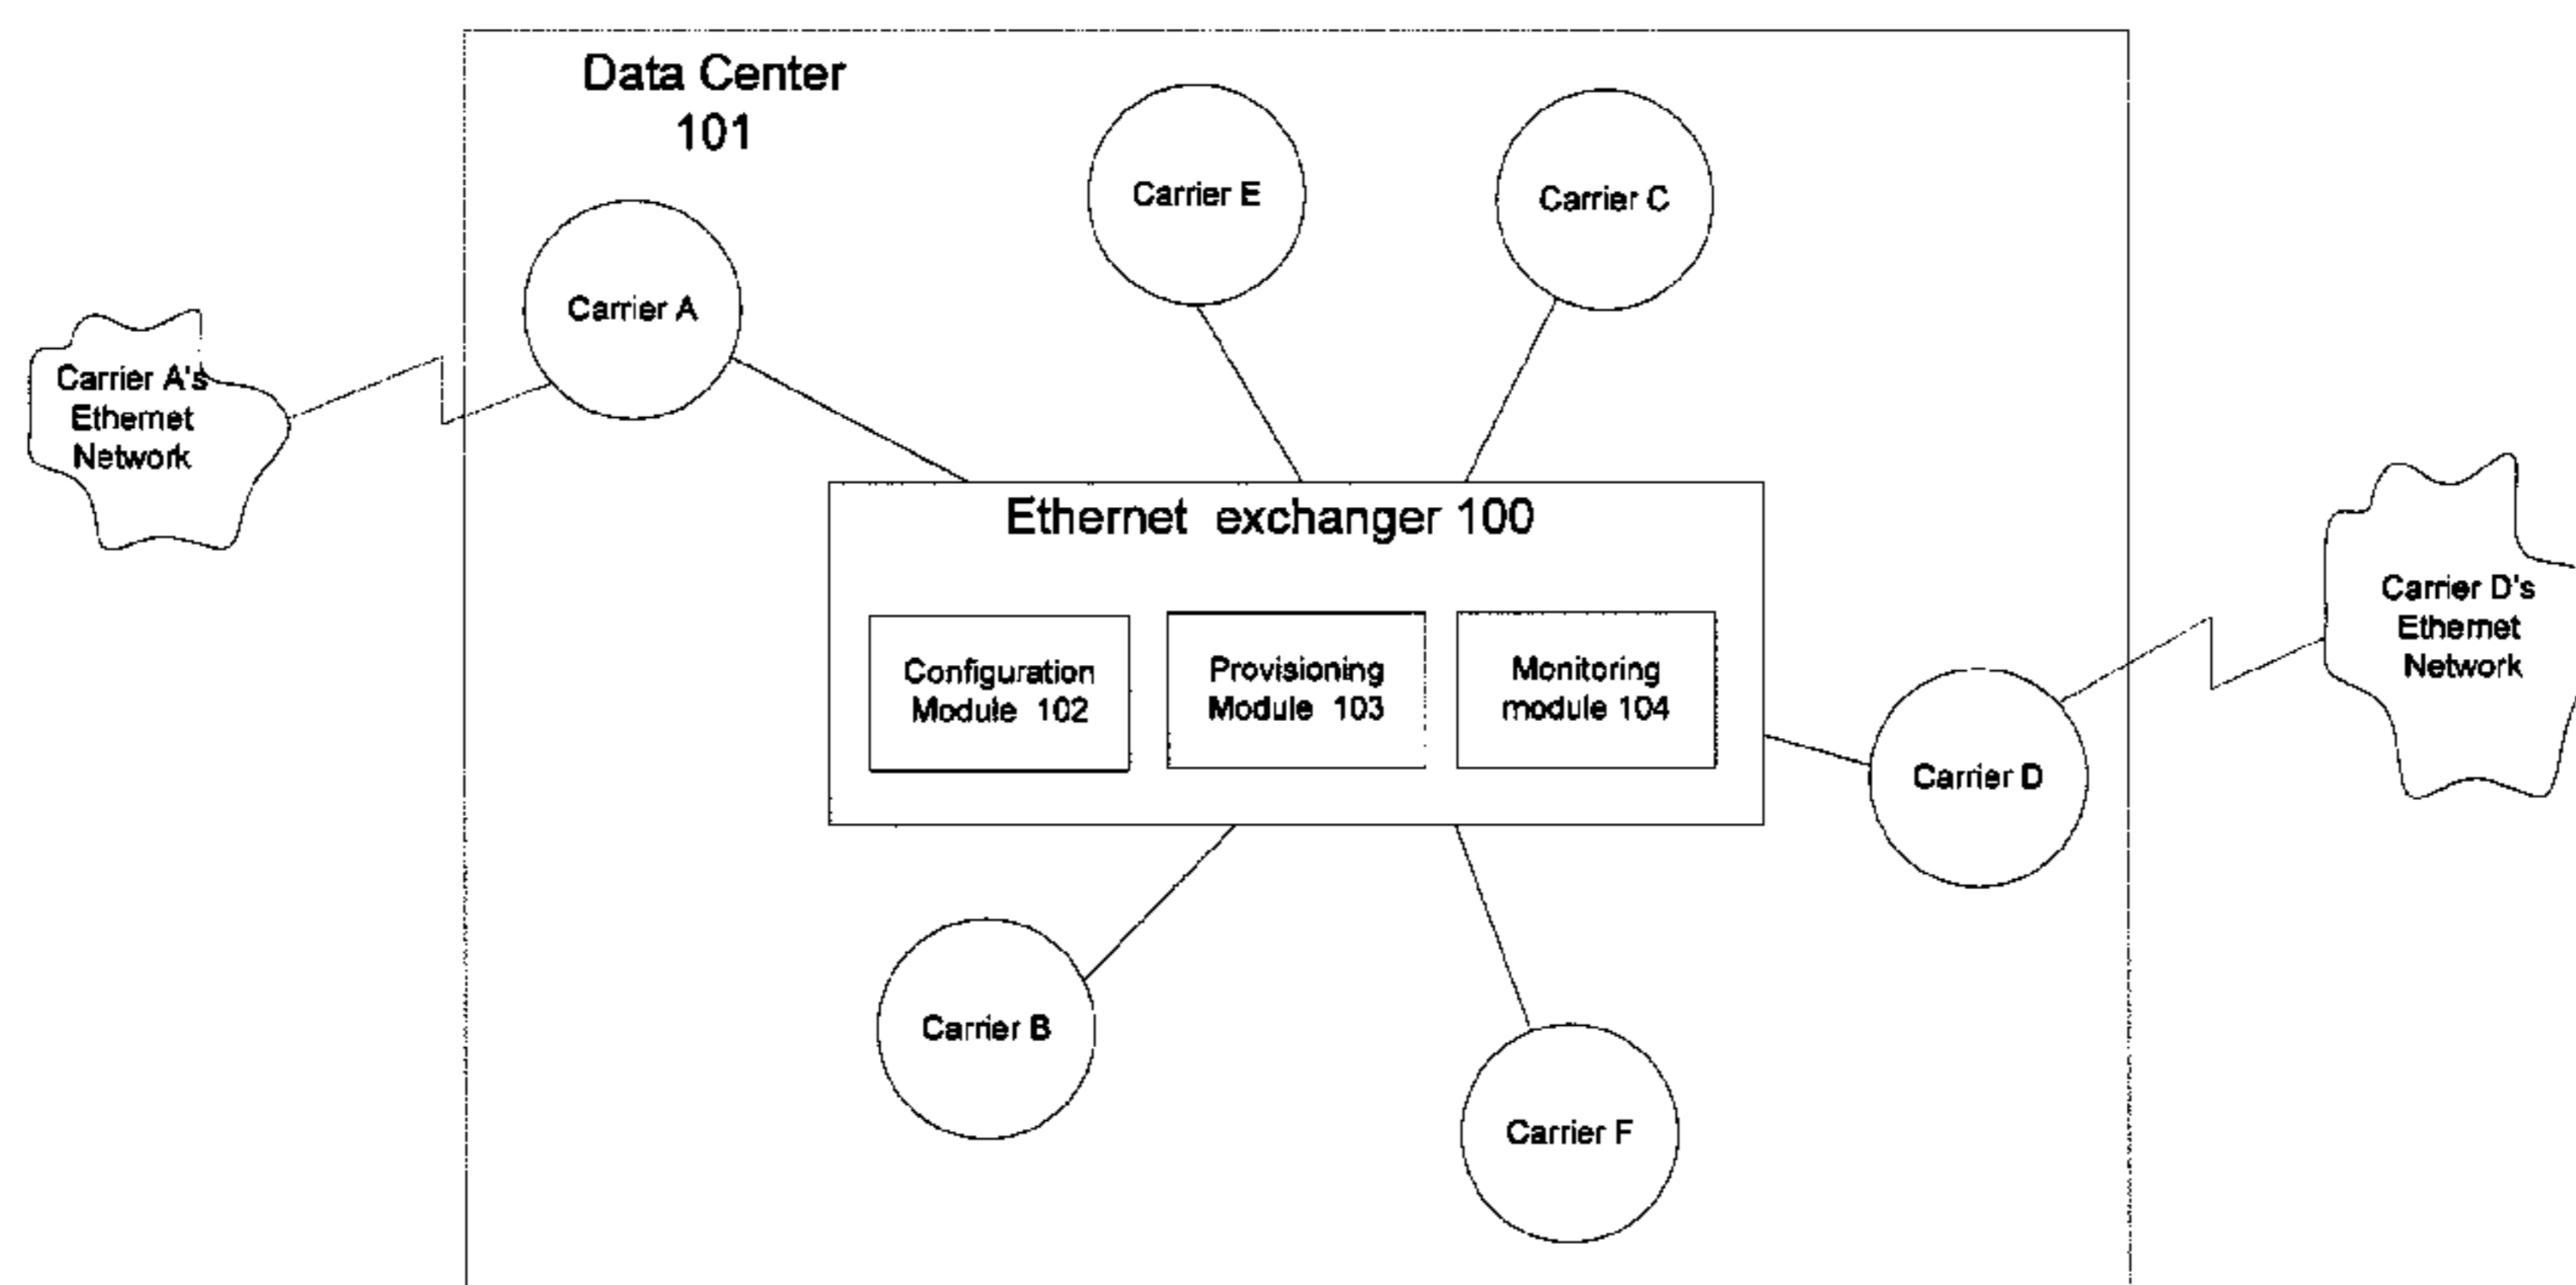 Data Center
101
Carrier E
Carrier C
Carrier A
Carrier A's
Ethernet
Network
Ethernet exchanger 100
Configuration
Module 102
Provisioning
Module 103
Monitoring
module 104
Carrier D's
Ethernet
Network
Carrier D
Carrier B
Carrier F